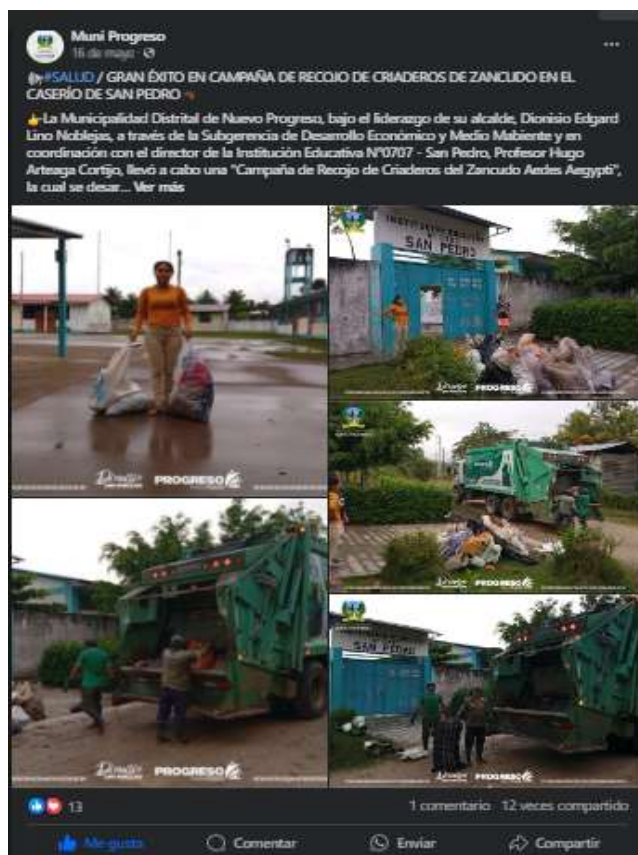 Muni Progreso
16 de mayo
#SALUD / GRAN ÉXITO EN CAMPAÑA DE RECOJO DE CRIADEROS DE ZANCUDO EN EL
CASERÍO DE SAN PEDRO
La Municipalidad Distrital de Nuevo Progreso, bajo el liderazgo de su alcalde, Dionisio Edgard
Lino Noblejas, a través de la Subgerencia de Desarrollo Económico y Medio Mabiente y en
coordinación con el director de la Institución Educativa N°0707 - San Pedro, Profesor Hugo
Arteaga Cortijo, llevó a cabo una "Campaña de Recojo de Criaderos del Zancudo Aedes Aegypti",
la cual se desar... Ver más
SAN PEDRO
PROGRESO
PROGRESO
PROGRESO
SAN PEDRO
PROGRESO
PROGRESO
13
1 comentario 12 veces compartido
Me gusta Comentar Enviar Compartir